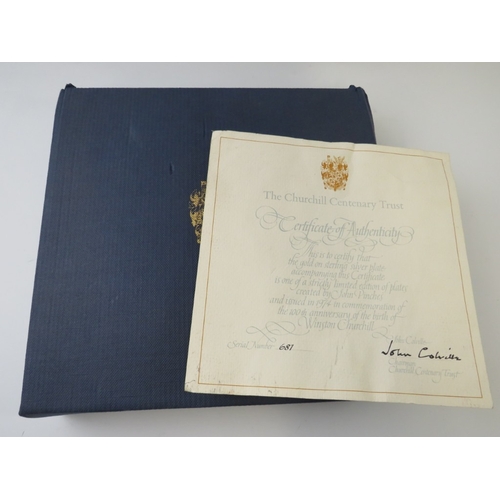 The Churchill Centenary Trust
Certificate of Authenticity
This is to certify that
the gold on sterling silver plate
accompanying this Certificate
is one of a strictly limited edition of plates
created by John Pinches
and issued in 1974 in commemoration of
the 100th anniversary of the birth of
Winston Churchill
Serial Number 687
John Colville
Chairman
Churchill Centenary Trust